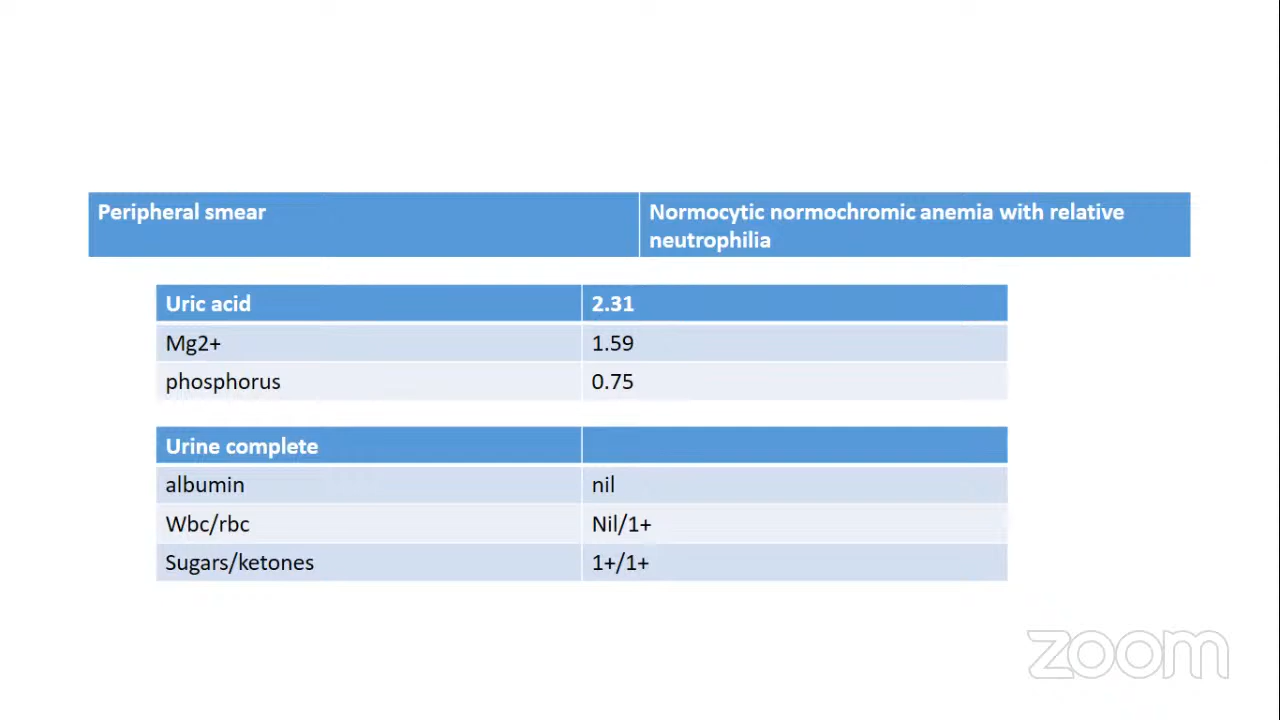 Peripheral smear
Normocytic normochromic anemia with relative
neutrophilia
Uric acid 2.31
Mg2+ 1.59
phosphorus 0.75
Urine complete
albumin nil
Wbc/rbc Nil/1+
Sugars/ketones 1+/1+
zoom